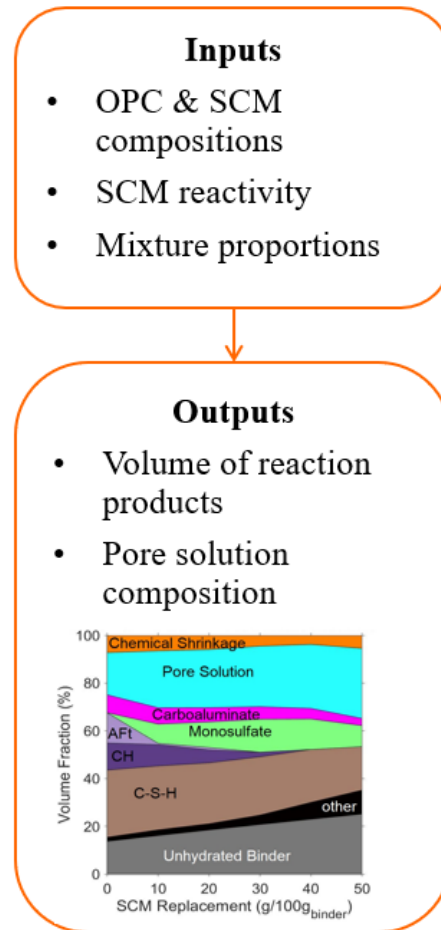 Inputs
• OPC & SCM
compositions
• SCM reactivity
• Mixture proportions
Outputs
• Volume of reaction
products
• Pore solution
composition
100
80
60
40
20
0
Volume Fraction (%)
Chemical Shrinkage
Pore Solution
Carboaluminate
Monosulfate
AFt
CH
C-S-H
other
Unhydrated Binder
0 10 20 30 40 50
SCM Replacement (g/100g_binder)